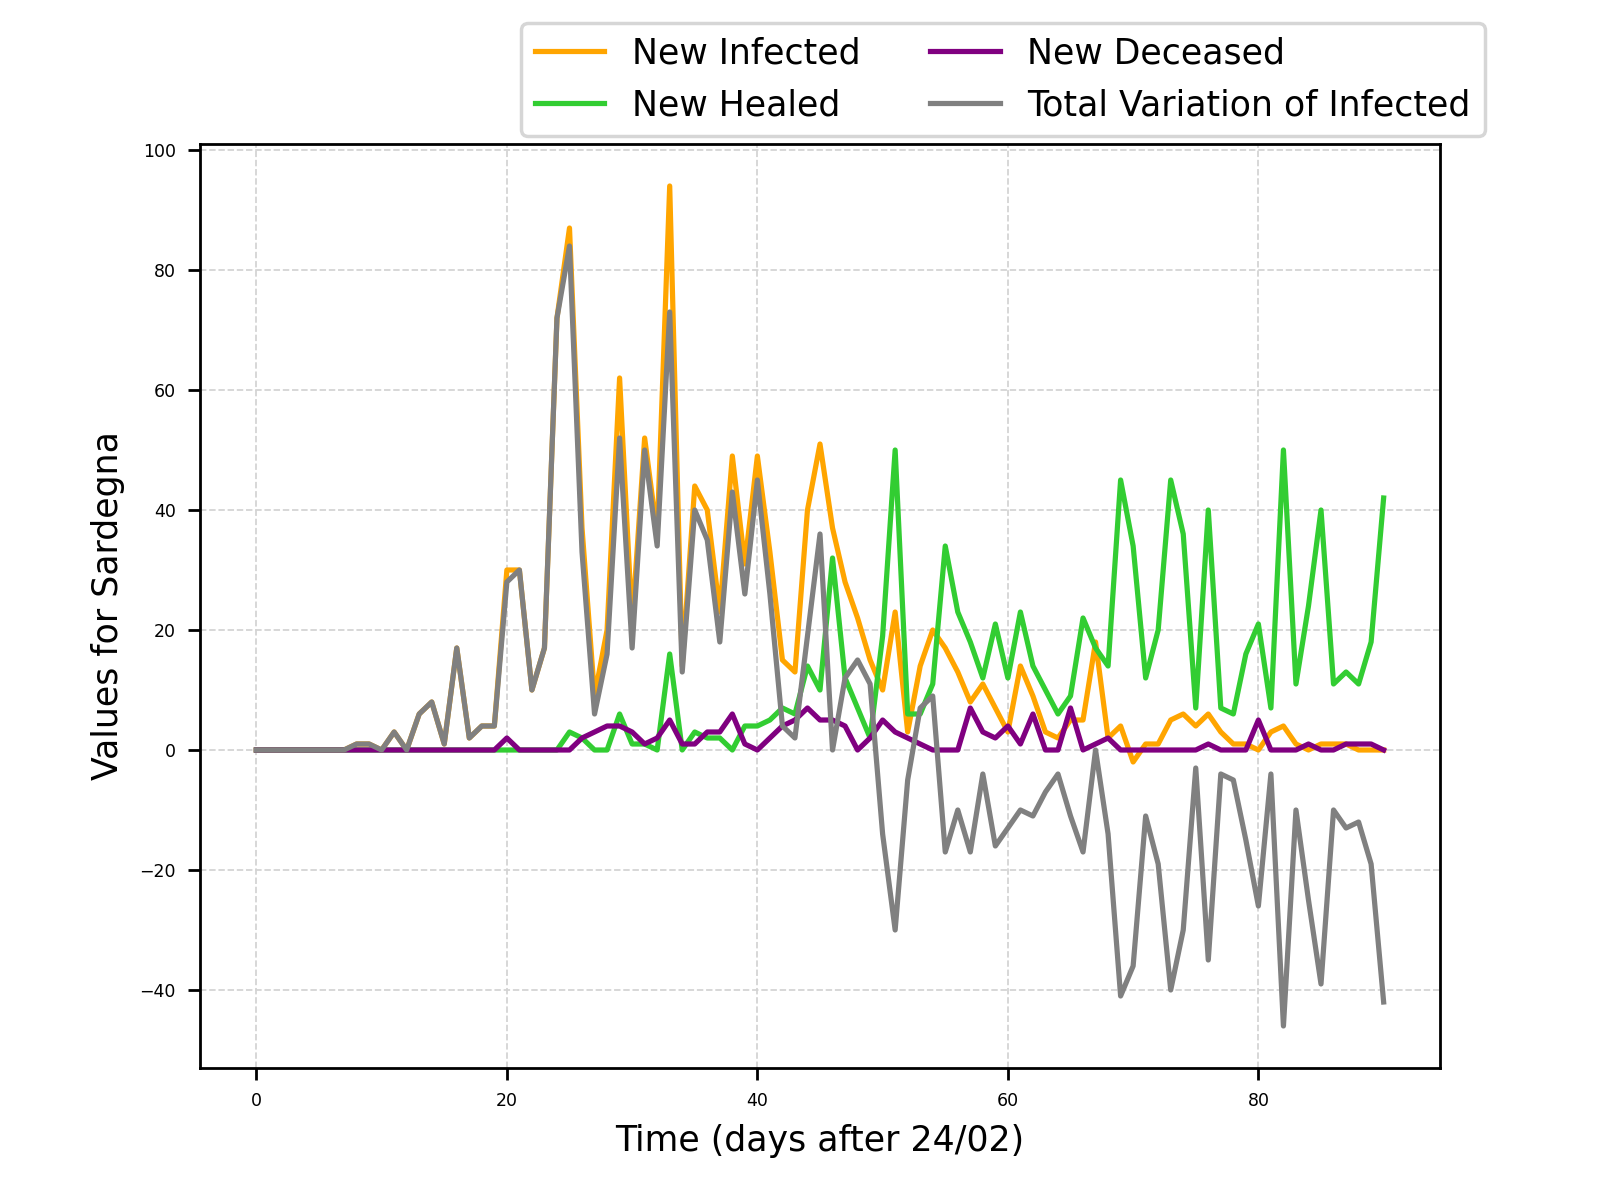 New Infected
New Healed
New Deceased
Total Variation of Infected
100
80
60
40
20
0
−20
−40
Values for Sardegna
0 20 40 60 80
Time (days after 24/02)